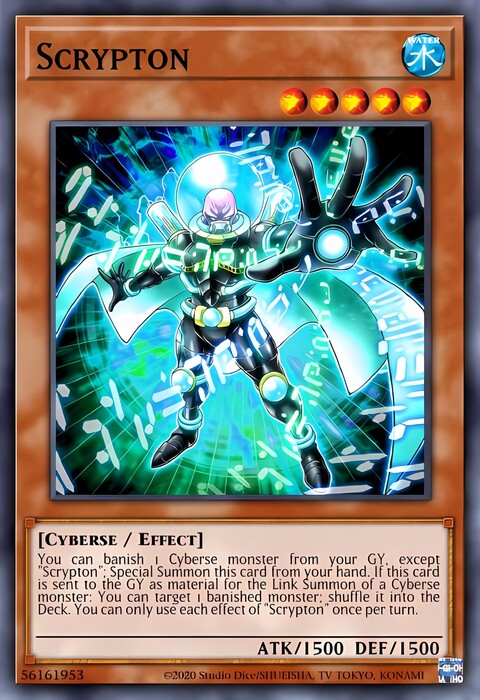 SCRYPTON
WATER
水
[CYBERSE / EFFECT]
You can banish 1 Cyberse monster from your GY, except
"Scrypton"; Special Summon this card from your hand. If this card
is sent to the GY as material for the Link Summon of a Cyberse
monster: You can target 1 banished monster; shuffle it into the
Deck. You can only use each effect of "Scrypton" once per turn.
ATK/1500 DEF/1500
56161953
©2020 Studio Dice/SHUEISHA, TV TOKYO, KONAMI